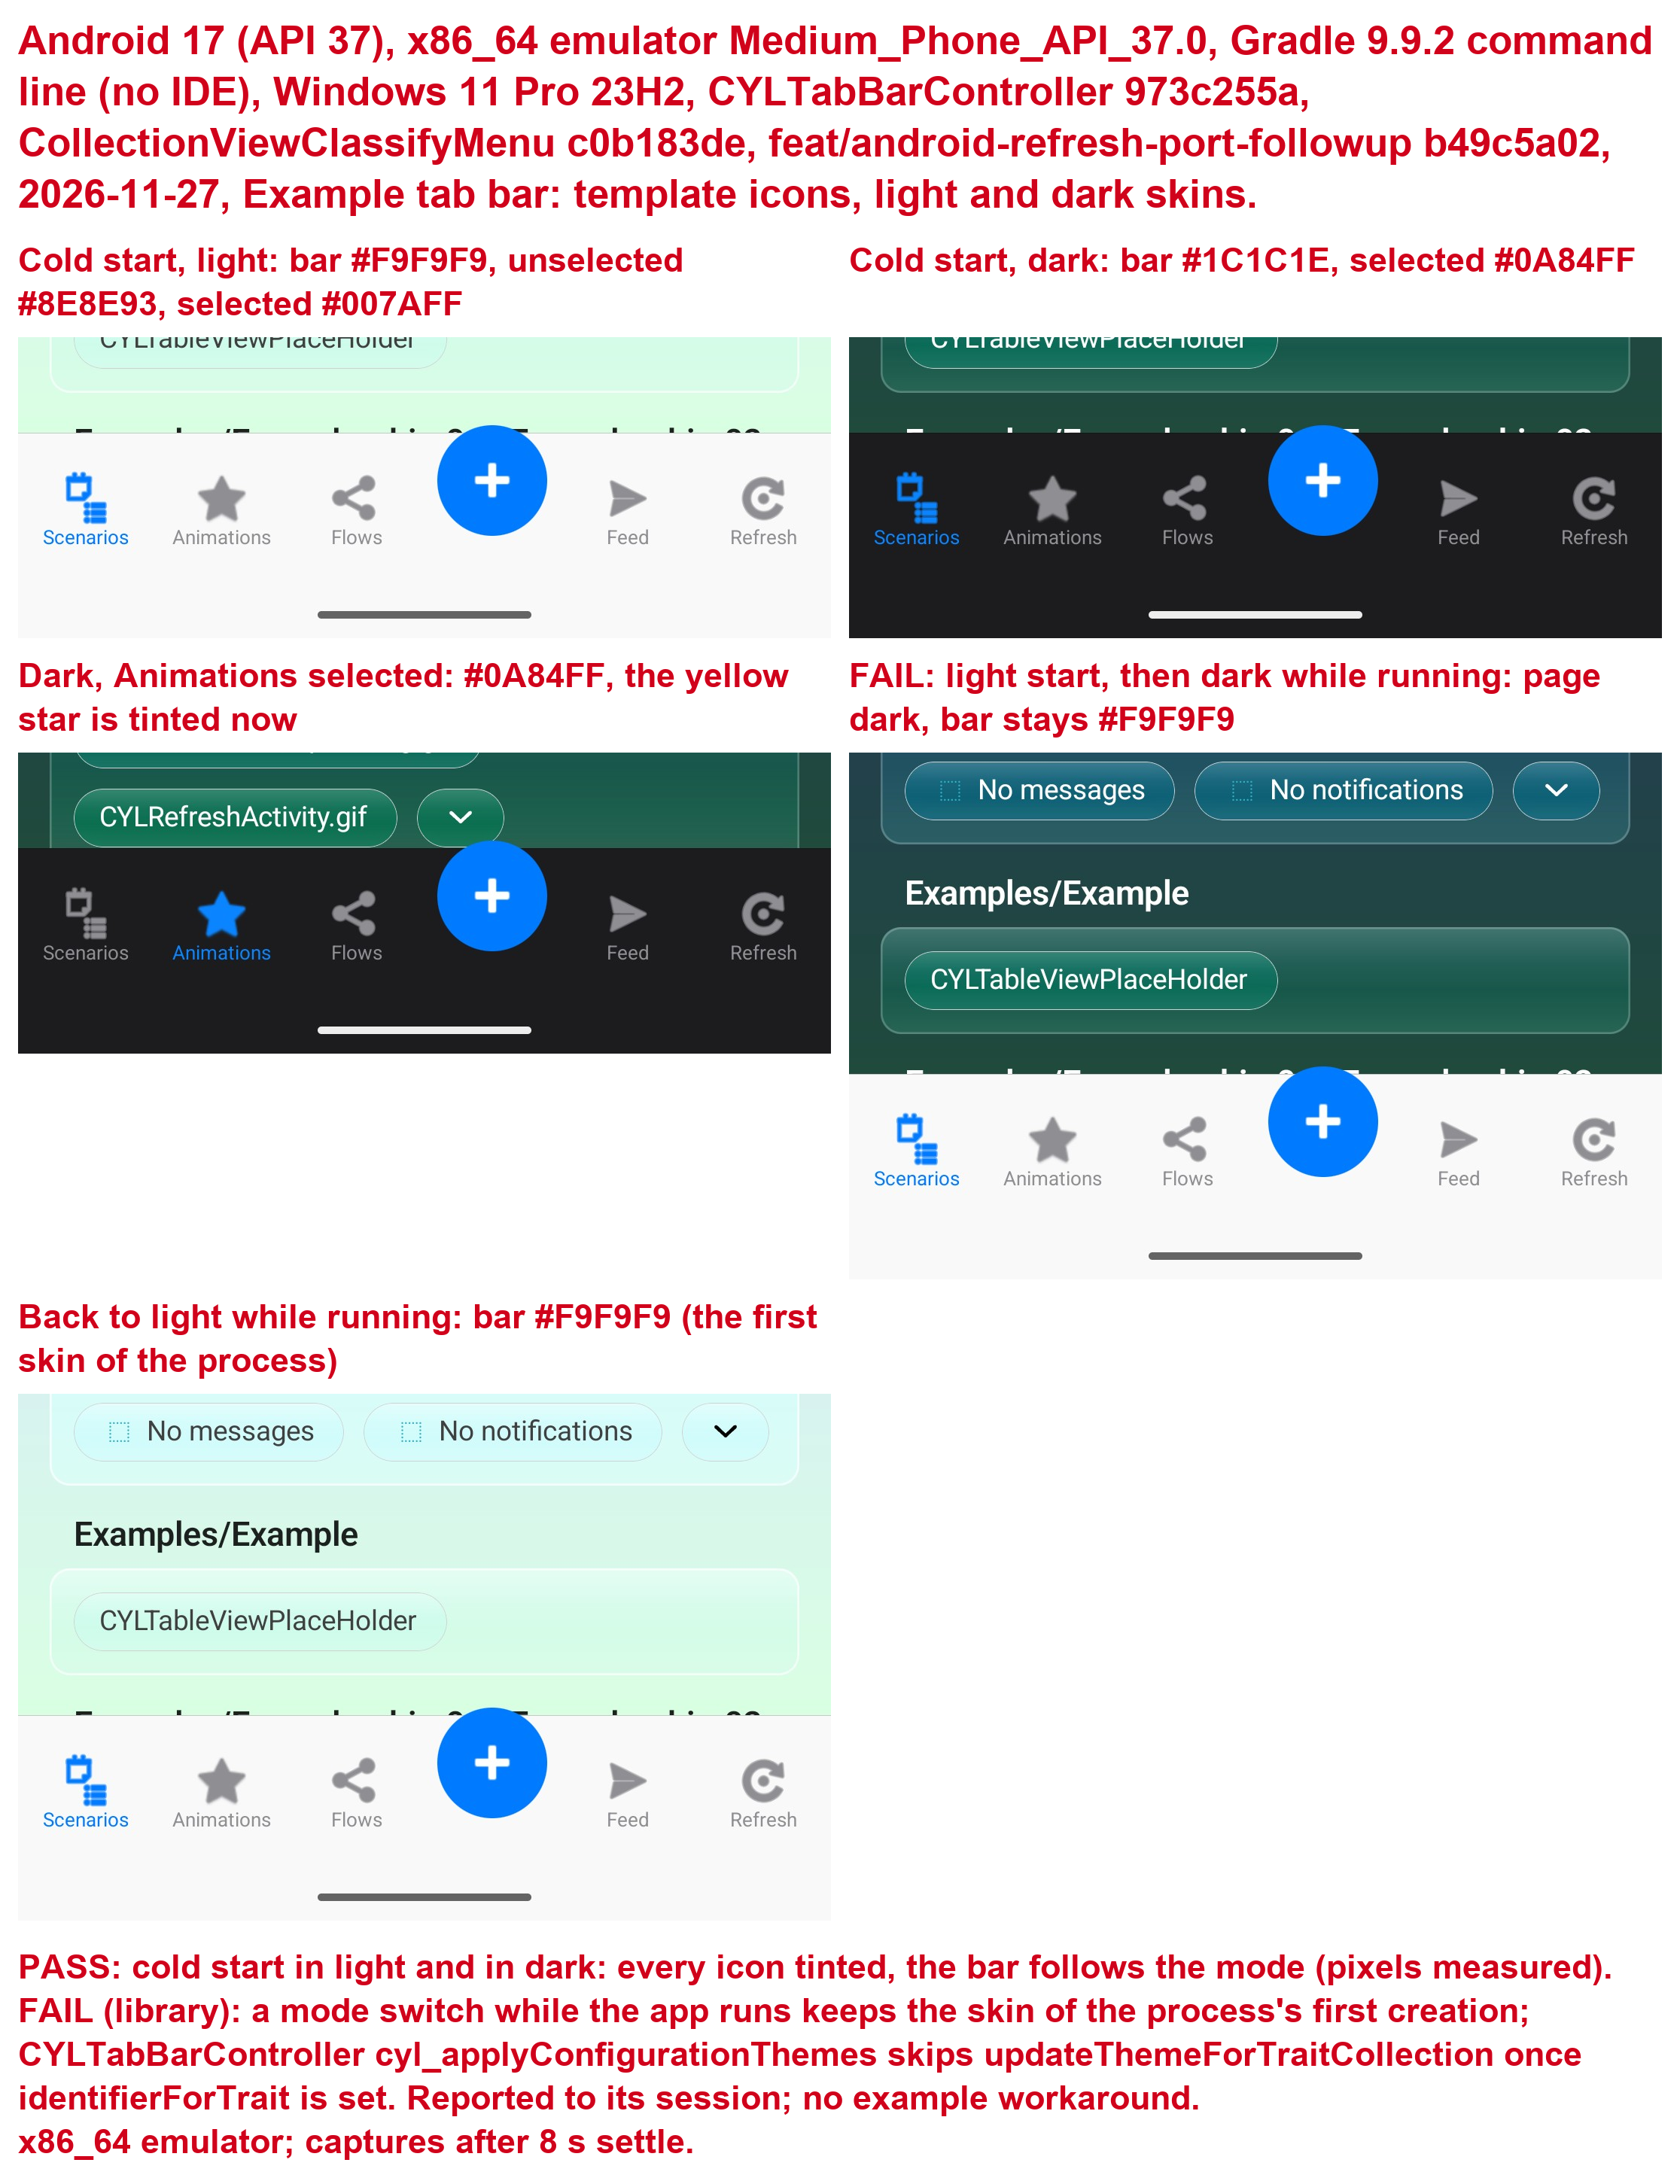 Android 17 (API 37), x86_64 emulator Medium_Phone_API_37.0, Gradle 9.9.2 command
line (no IDE), Windows 11 Pro 23H2, CYLTabBarController 973c255a,
CollectionViewClassifyMenu c0b183de, feat/android-refresh-port-followup b49c5a02,
2026-11-27, Example tab bar: template icons, light and dark skins.
Cold start, light: bar #F9F9F9, unselected
#8E8E93, selected #007AFF
CYLTableViewPlaceHolder
Scenarios Animations Flows Feed Refresh
Cold start, dark: bar #1C1C1E, selected #0A84FF
CYLTableViewPlaceHolder
Scenarios Animations Flows Feed Refresh
Dark, Animations selected: #0A84FF, the yellow
star is tinted now
CYLRefreshActivity.gif
Scenarios Animations Flows Feed Refresh
FAIL: light start, then dark while running: page
dark, bar stays #F9F9F9
No messages No notifications
Examples/Example
CYLTableViewPlaceHolder
Scenarios Animations Flows Feed Refresh
Back to light while running: bar #F9F9F9 (the first
skin of the process)
No messages No notifications
Examples/Example
CYLTableViewPlaceHolder
Scenarios Animations Flows Feed Refresh
PASS: cold start in light and in dark: every icon tinted, the bar follows the mode (pixels measured).
FAIL (library): a mode switch while the app runs keeps the skin of the process's first creation;
CYLTabBarController cyl_applyConfigurationThemes skips updateThemeForTraitCollection once
identifierForTrait is set. Reported to its session; no example workaround.
x86_64 emulator; captures after 8 s settle.